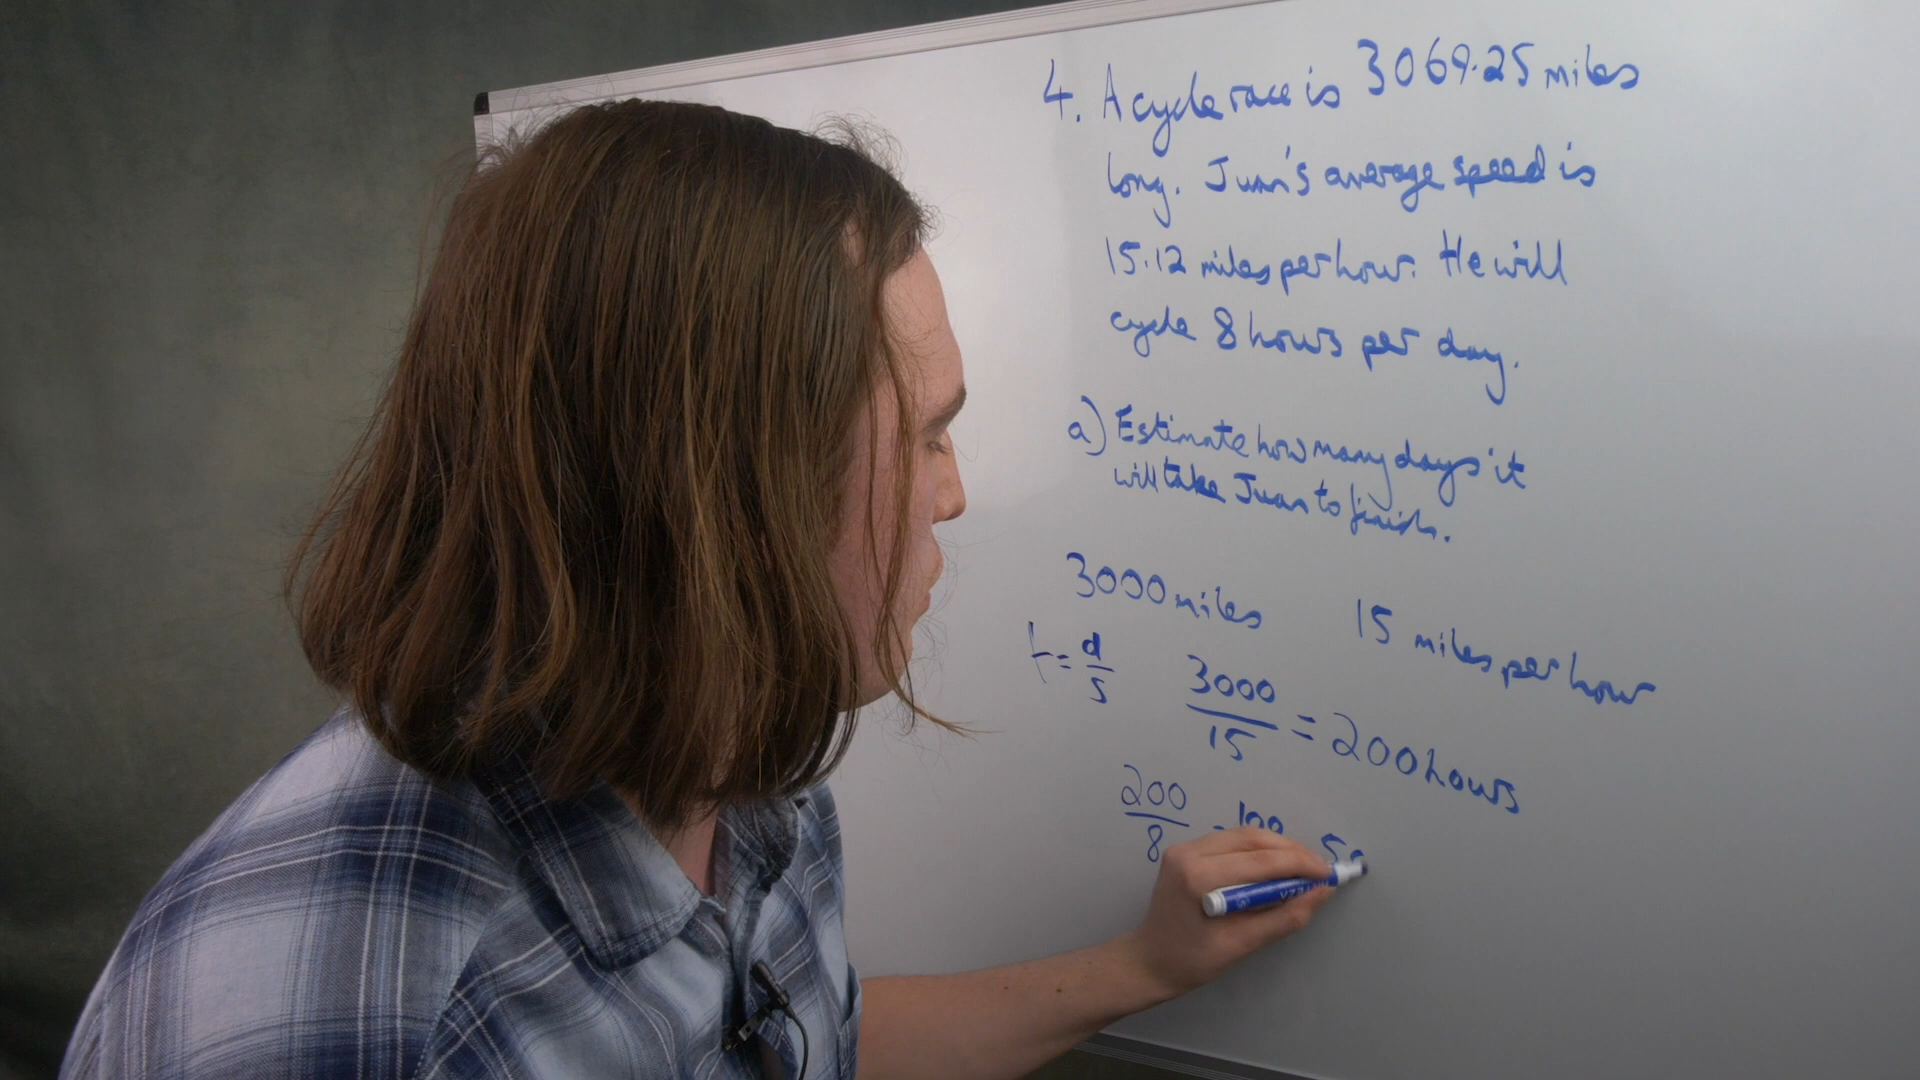 4. A cycle race is 3069.25 miles
long. Juan's average speed is
15.12 miles per hour. He will
cycle 8 hours per day.
a) Estimate how many days it
will take Juan to finish.
3000 miles 15 miles per hour
t = d/s 3000/15 = 200 hours
200/8 = 100